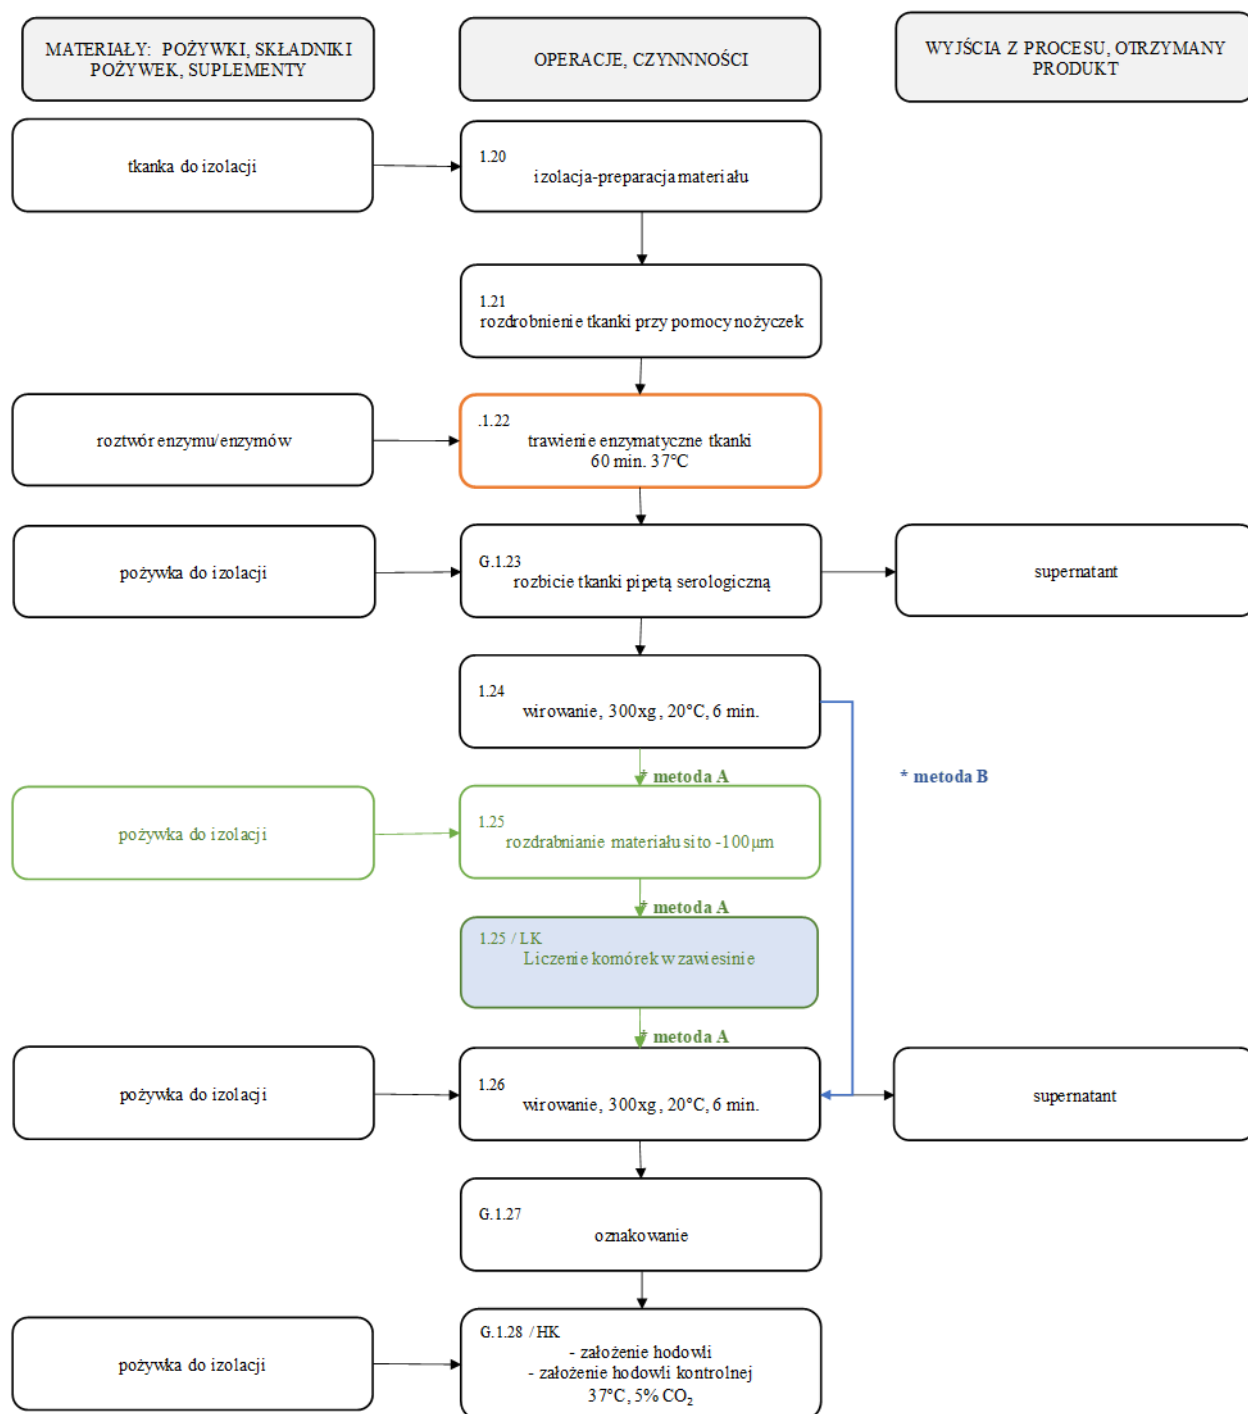 MATERIAŁY: POŻYWKI, SKŁADNIKI
POŻYWEK, SUPLEMENTY
OPERACJE, CZYNNNOŚCI
WYJŚCIA Z PROCESU, OTRZYMANY
PRODUKT
tkanka do izolacji
1.20
izolacja-preparacja materiału
1.21
rozdrobnienie tkanki przy pomocy nożyczek
roztwór enzymu/enzymów
.1.22
trawienie enzymatyczne tkanki
60 min. 37°C
pożywka do izolacji
G.1.23
rozbicie tkanki pipetą serologiczną
supernatant
1.24
wirowanie, 300xg, 20°C, 6 min.
* metoda A
* metoda B
pożywka do izolacji
1.25
rozdrabnianie materiału sito -100µm
* metoda A
1.25 / LK
Liczenie komórek w zawiesinie
* metoda A
pożywka do izolacji
1.26
wirowanie, 300xg, 20°C, 6 min.
supernatant
G.1.27
oznakowanie
pożywka do izolacji
G.1.28 / HK
- założenie hodowli
- założenie hodowli kontrolnej
37°C, 5% CO₂